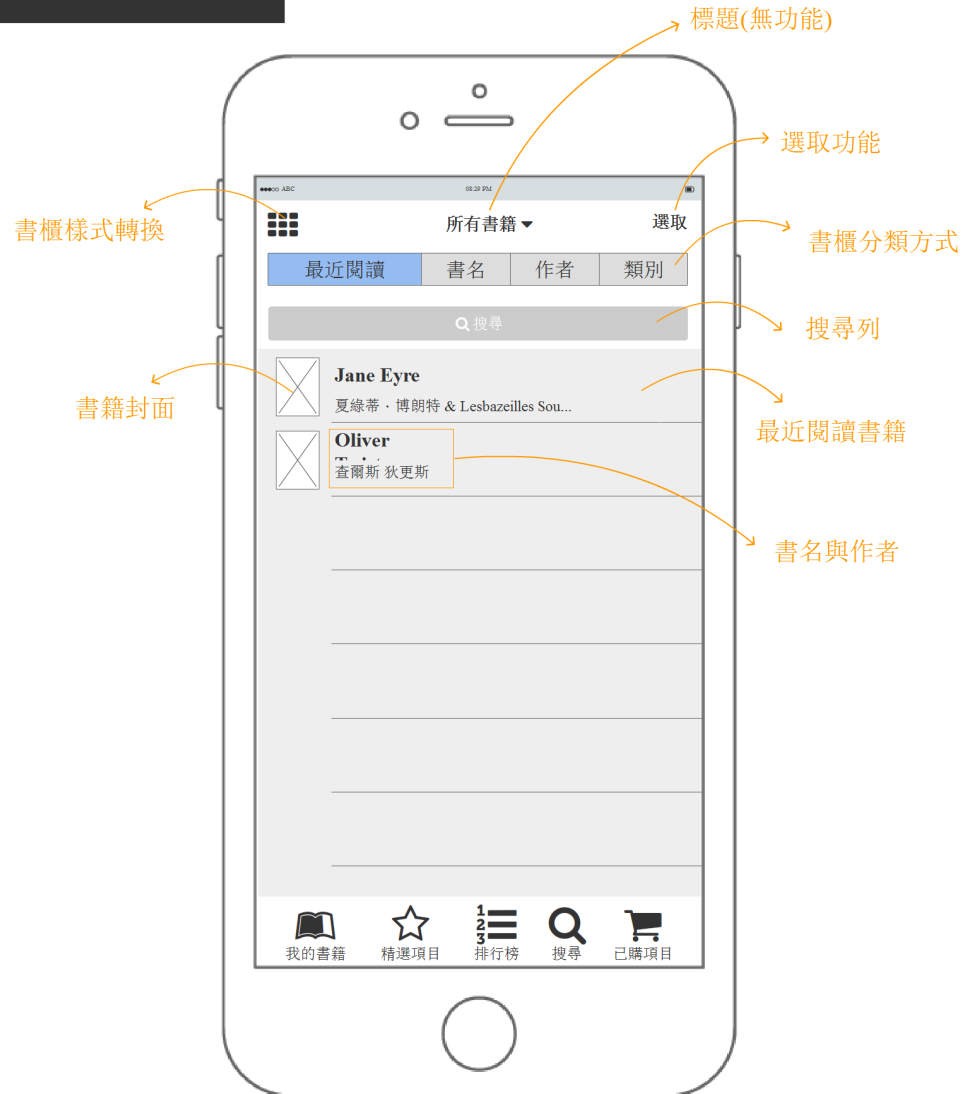 標題(無功能)
選取功能
ABC 08:29 PM
書櫃樣式轉換
所有書籍
選取
書櫃分類方式
最近閱讀 書名 作者 類別
搜尋
搜尋列
書籍封面
Jane Eyre
夏綠蒂・博朗特 & Lesbazeilles Sou...
最近閱讀書籍
Oliver
查爾斯 狄更斯
書名與作者
1
2
3
我的書籍 精選項目 排行榜 搜尋 已購項目